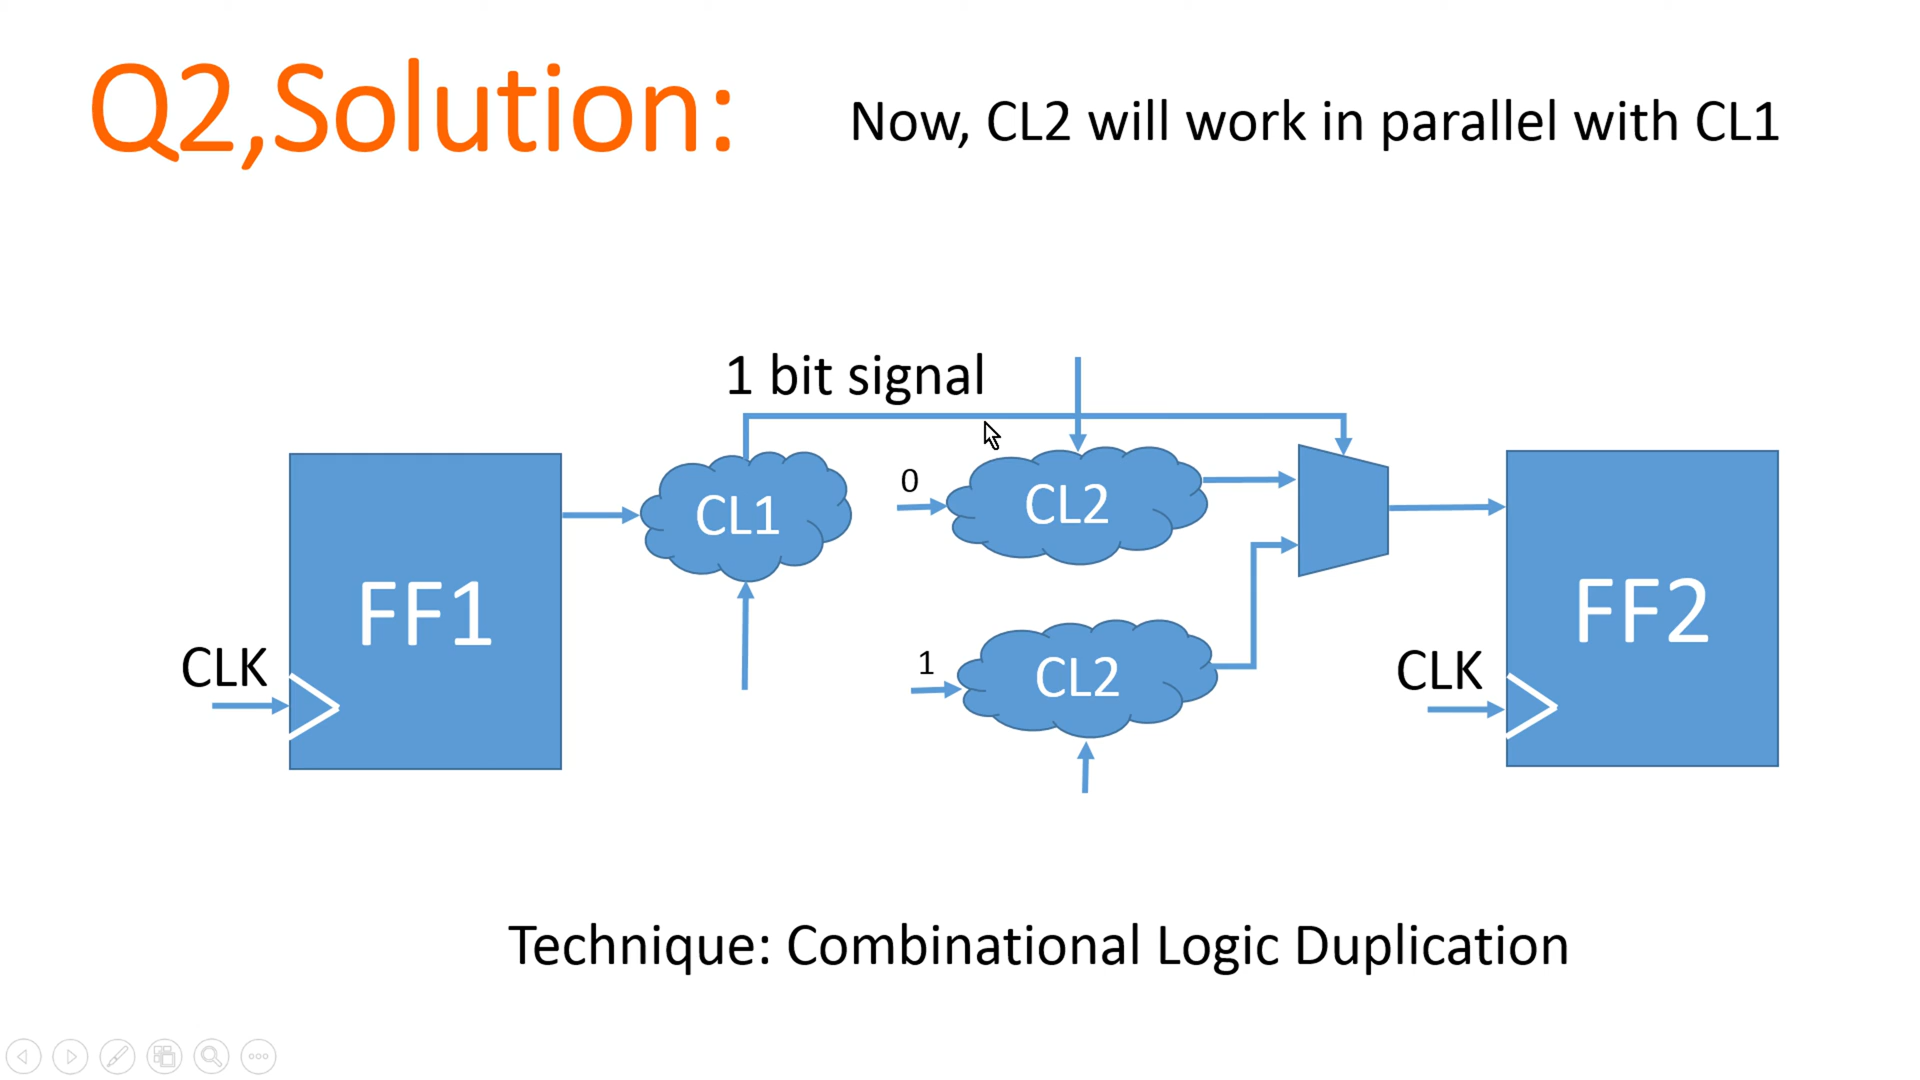 Q2,Solution:
Now, CL2 will work in parallel with CL1
1 bit signal
0
CL1
CL2
FF1
FF2
CLK
1
CL2
CLK
Technique: Combinational Logic Duplication